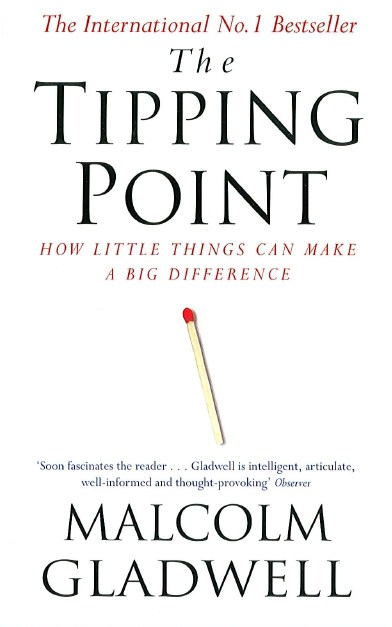 The International No. 1 Bestseller
The
TIPPING
POINT
HOW LITTLE THINGS CAN MAKE
A BIG DIFFERENCE
‘Soon fascinates the reader . . . Gladwell is intelligent, articulate,
well-informed and thought-provoking’ Observer
MALCOLM
GLADWELL